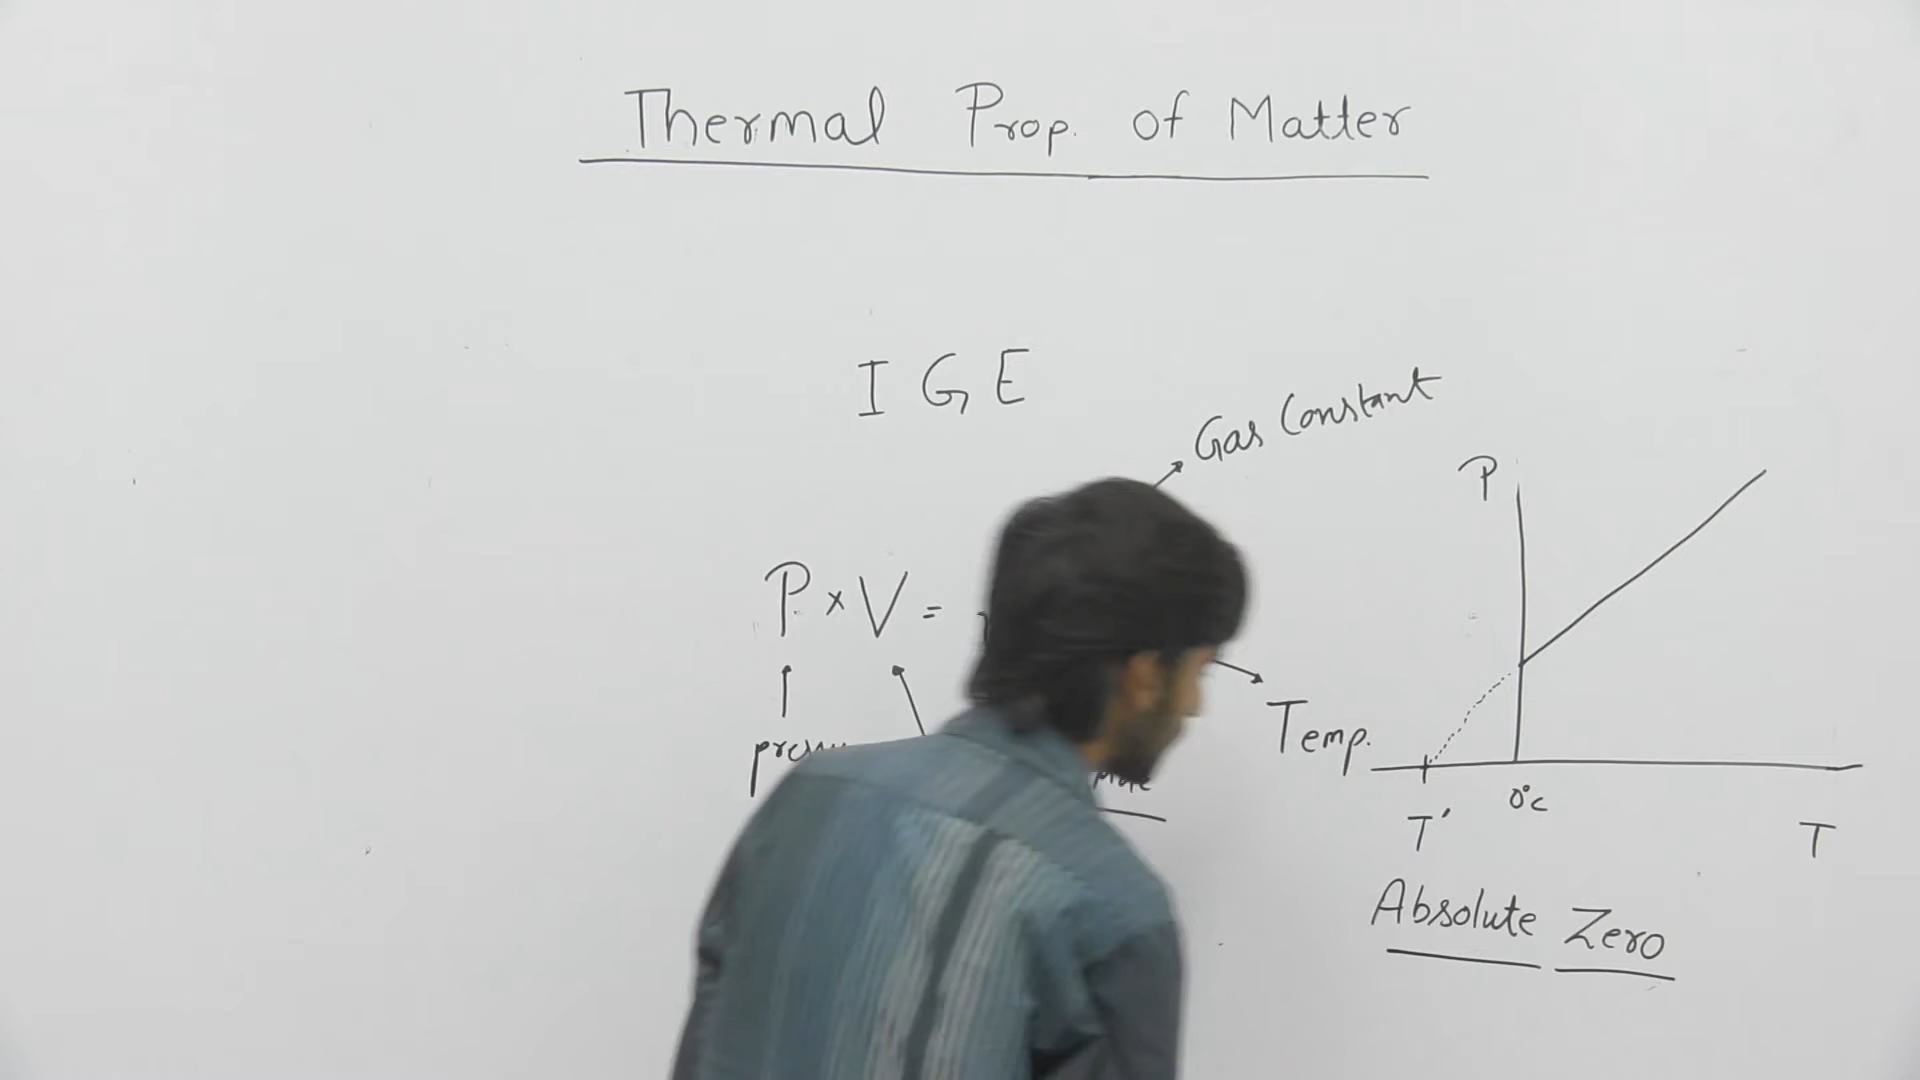 Thermal Prop. of Matter
I G E
Gas Constant
P
P × V =
Temp.
0°C
T'
T
Absolute Zero